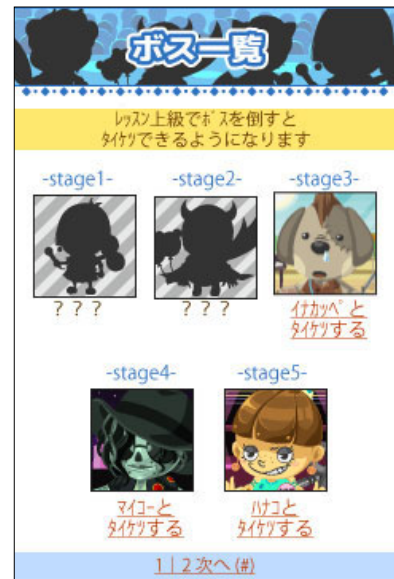 ボス一覧
ﾚｯｽﾝ上級でﾎﾞｽを倒すと
ﾀｲｹﾂできるようになります
-stage1-
-stage2-
-stage3-
？？？
？？？
ｲﾅｶｯﾍﾟと
ﾀｲｹﾂする
-stage4-
-stage5-
ﾏｲｺｰと
ﾀｲｹﾂする
ﾊﾅｺと
ﾀｲｹﾂする
1｜2 次へ(#)